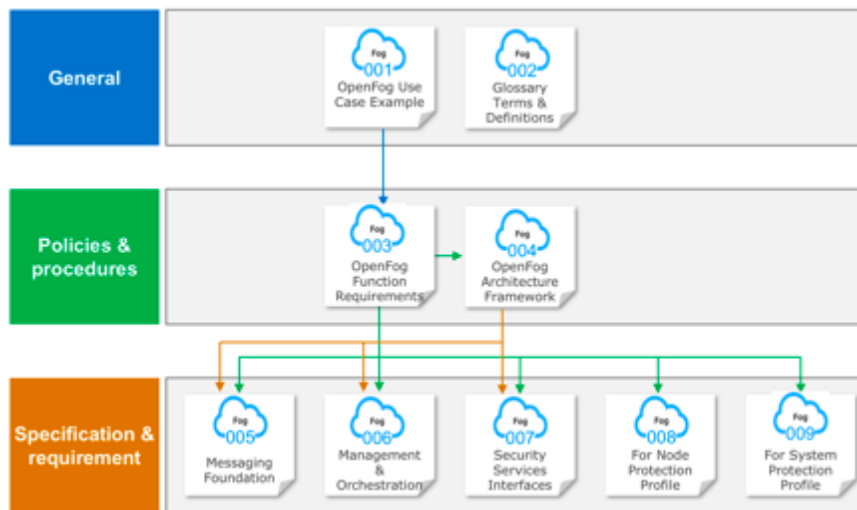 General
Fog
001
OpenFog Use
Case Example
Fog
002
Glossary
Terms &
Definitions
Policies &
procedures
Fog
003
OpenFog
Function
Requirements
Fog
004
OpenFog
Architecture
Framework
Specification &
requirement
Fog
005
Messaging
Foundation
Fog
006
Management
&
Orchestration
Fog
007
Security
Services
Interfaces
Fog
008
For Node
Protection
Profile
Fog
009
For System
Protection
Profile